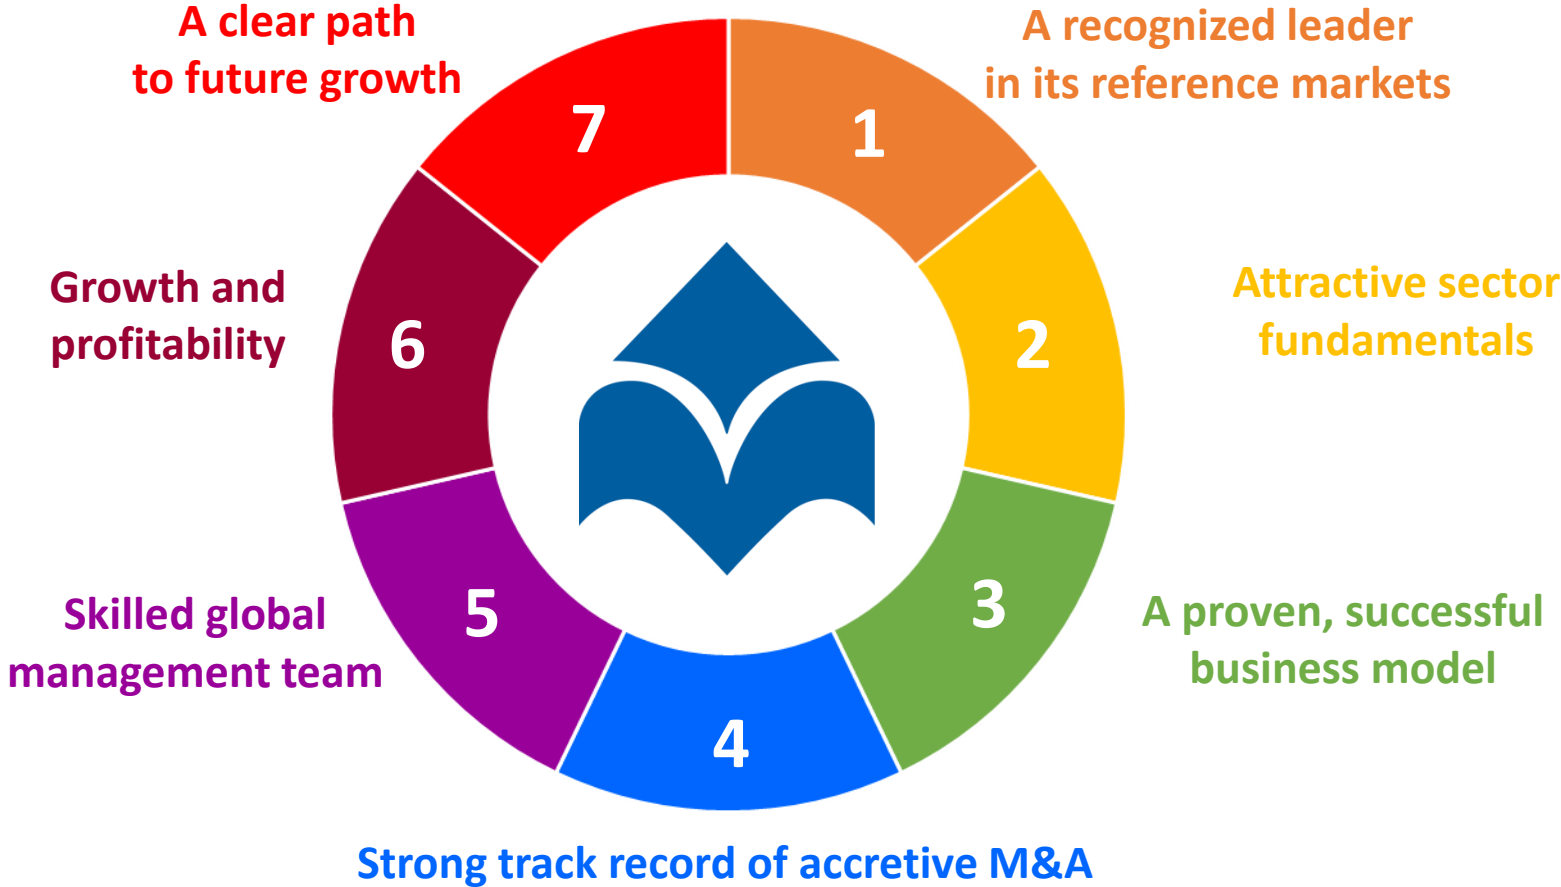 A clear path
to future growth
7
1
A recognized leader
in its reference markets
Growth and
profitability
6
2
Attractive sector
fundamentals
Skilled global
management team
5
3
A proven, successful
business model
4
Strong track record of accretive M&A